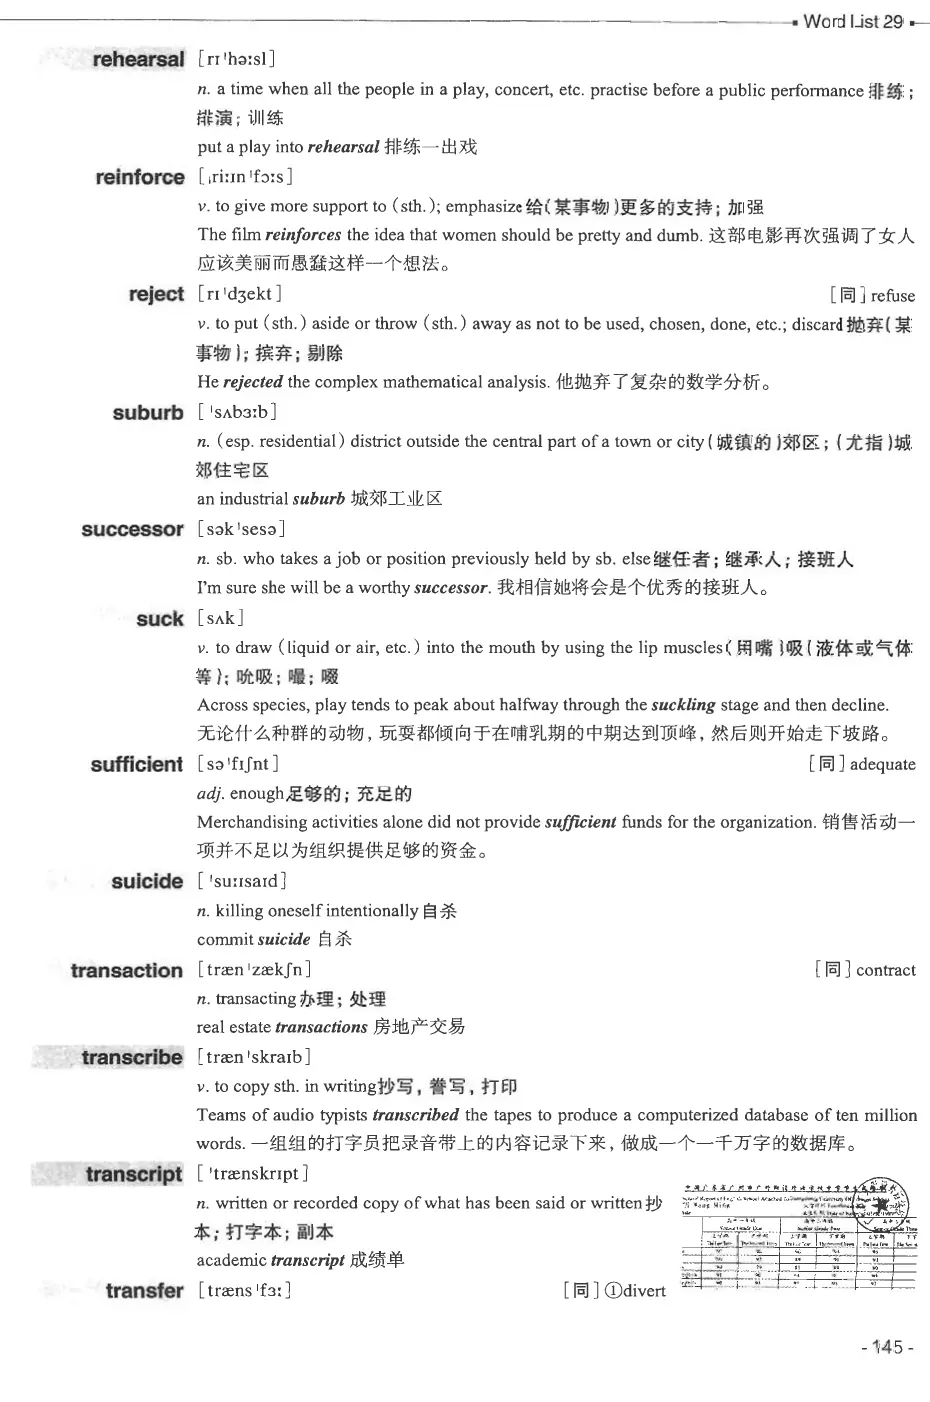 Word List 29
rehearsal [rɪˈhəːsl]
n. a time when all the people in a play, concert, etc. practise before a public performance 排练;
排演; 训练
put a play into rehearsal 排练一出戏
reinforce [ˌriːɪnˈfɔːs]
v. to give more support to (sth.); emphasize 给(某事物)更多的支持; 加强
The film reinforces the idea that women should be pretty and dumb. 这部电影再次强调了女人
应该美丽而愚蠢这样一个想法。
reject [rɪˈdʒekt] [同] refuse
v. to put (sth.) aside or throw (sth.) away as not to be used, chosen, done, etc.; discard 抛弃(某
事物); 摈弃; 剔除
He rejected the complex mathematical analysis. 他抛弃了复杂的数学分析。
suburb [ˈsʌbɜːb]
n. (esp. residential) district outside the central part of a town or city (城镇的)郊区; (尤指)城
郊住宅区
an industrial suburb 城郊工业区
successor [səkˈsesə]
n. sb. who takes a job or position previously held by sb. else 继任者; 继承人; 接班人
I'm sure she will be a worthy successor. 我相信她将会是个优秀的接班人。
suck [sʌk]
v. to draw (liquid or air, etc.) into the mouth by using the lip muscles (用嘴)吸(液体或气体
等); 吮吸; 嘬; 啜
Across species, play tends to peak about halfway through the suckling stage and then decline.
无论什么种群的动物, 玩耍都倾向于在哺乳期的中期达到顶峰, 然后则开始走下坡路。
sufficient [səˈfɪʃnt] [同] adequate
adj. enough 足够的; 充足的
Merchandising activities alone did not provide sufficient funds for the organization. 销售活动一
项并不足以为组织提供足够的资金。
suicide [ˈsuːɪsaɪd]
n. killing oneself intentionally 自杀
commit suicide 自杀
transaction [trænˈzækʃn] [同] contract
n. transacting 办理; 处理
real estate transactions 房地产交易
transcribe [trænˈskraɪb]
v. to copy sth. in writing 抄写, 誊写, 打印
Teams of audio typists transcribed the tapes to produce a computerized database of ten million
words. 一组组的打字员把录音带上的内容记录下来, 做成一个一千万字的数据库。
transcript [ˈtrænskrɪpt]
n. written or recorded copy of what has been said or written 抄
本; 打字本; 副本
academic transcript 成绩单
transfer [trænsˈfɜː] [同] ①divert
- 145 -